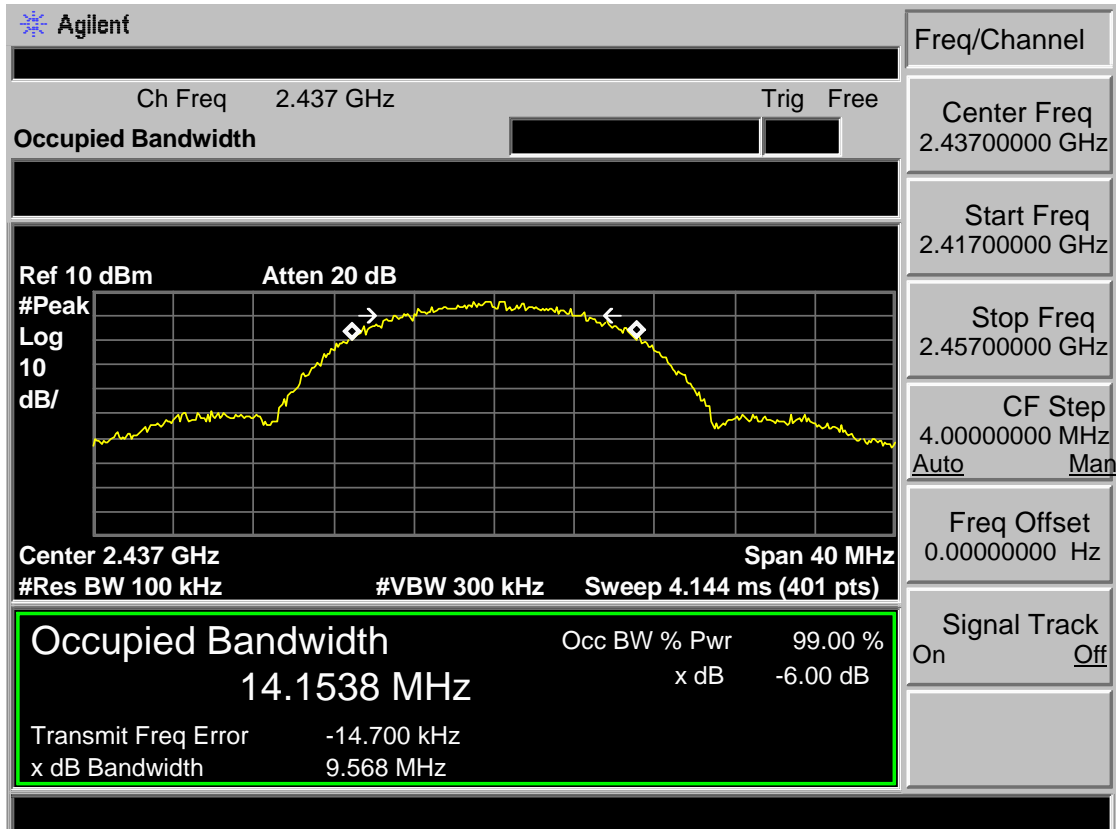 Agilent
Freq/Channel
Ch Freq 2.437 GHz Trig Free
Occupied Bandwidth
Center Freq
2.43700000 GHz
Start Freq
2.41700000 GHz
Stop Freq
2.45700000 GHz
CF Step
4.00000000 MHz
Auto Man
Freq Offset
0.00000000 Hz
Signal Track
On Off
Ref 10 dBm Atten 20 dB
#Peak
Log
10
dB/
Center 2.437 GHz Span 40 MHz
#Res BW 100 kHz #VBW 300 kHz Sweep 4.144 ms (401 pts)
Occupied Bandwidth
14.1538 MHz
Occ BW % Pwr 99.00 %
x dB -6.00 dB
Transmit Freq Error -14.700 kHz
x dB Bandwidth 9.568 MHz